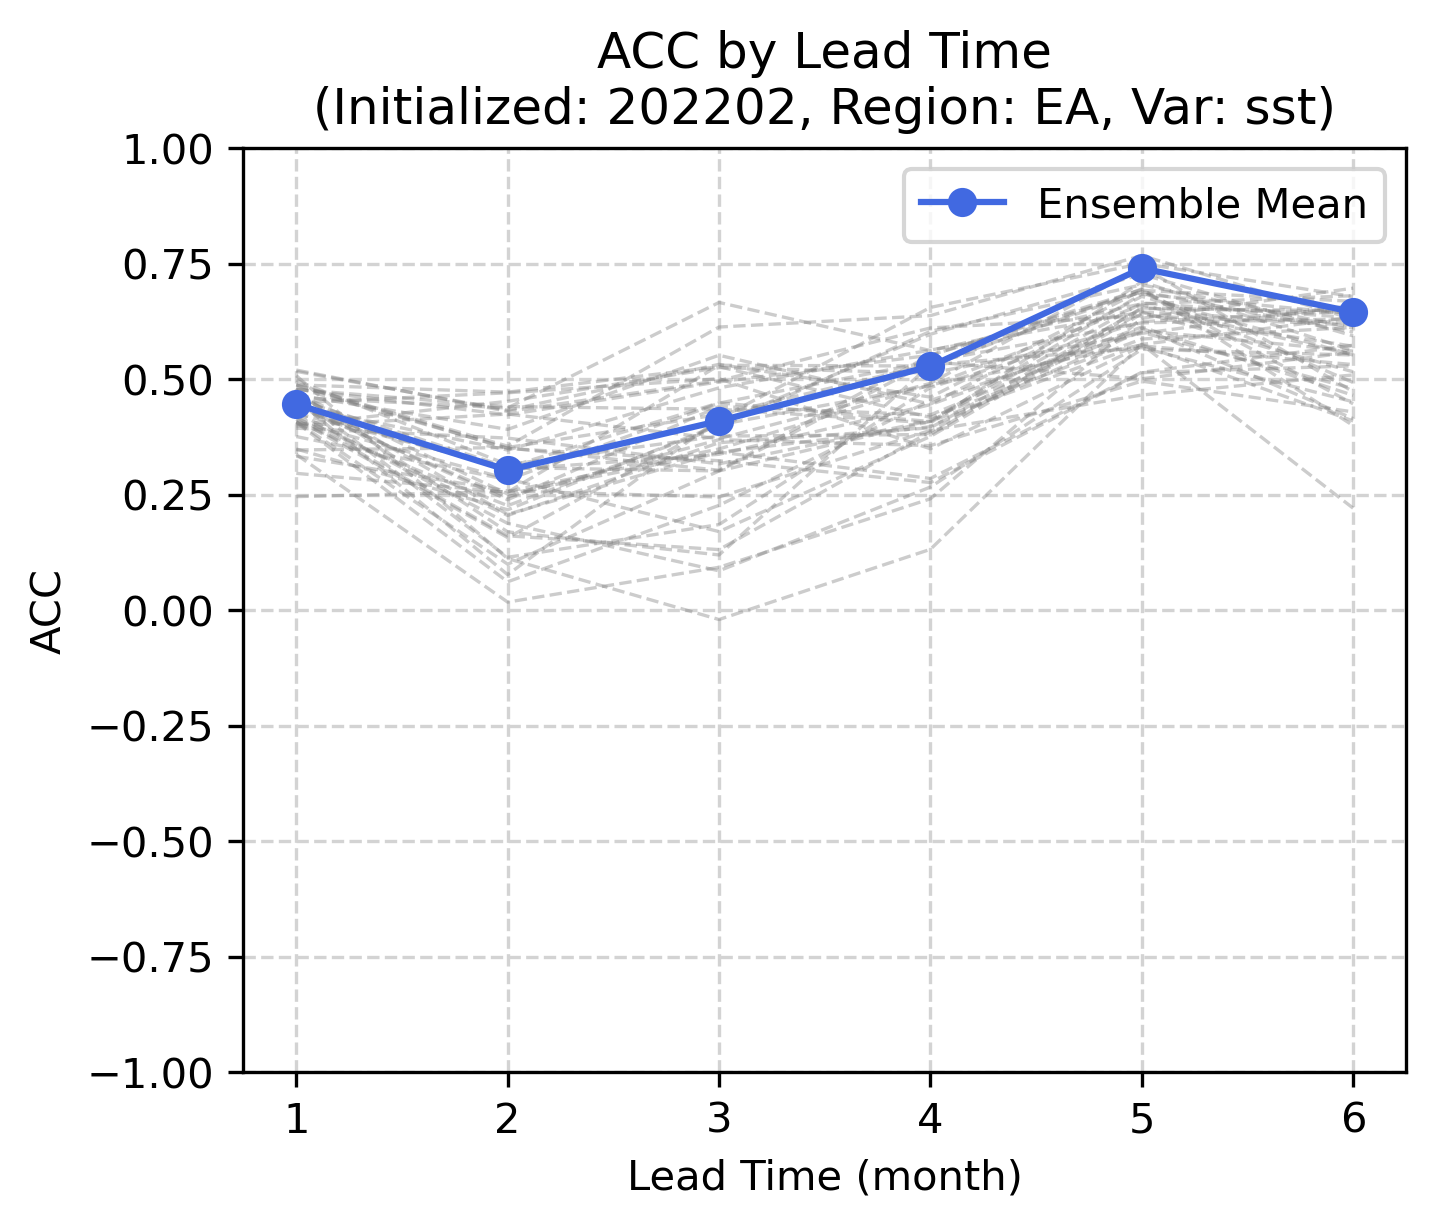 ACC by Lead Time
(Initialized: 202202, Region: EA, Var: sst)
Ensemble Mean
1.00
0.75
0.50
0.25
0.00
−0.25
−0.50
−0.75
−1.00
ACC
1 2 3 4 5 6
Lead Time (month)